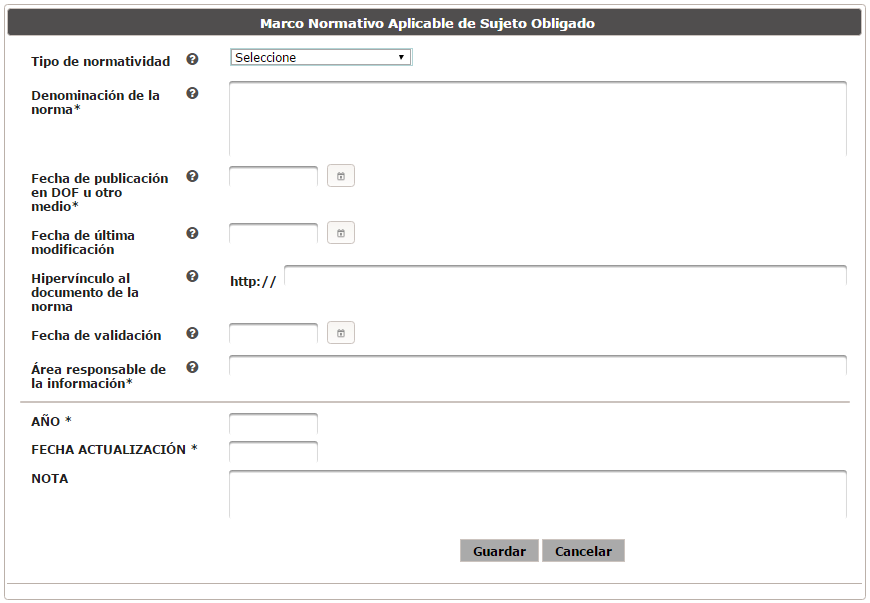 Marco Normativo Aplicable de Sujeto Obligado
Tipo de normatividad ? Seleccione
Denominación de la ?
norma*
Fecha de publicación ?
en DOF u otro
medio*
Fecha de última ?
modificación
Hipervínculo al ?
http://
documento de la
norma
Fecha de validación ?
Área responsable de ?
la información*
AÑO *
FECHA ACTUALIZACIÓN *
NOTA
Guardar Cancelar